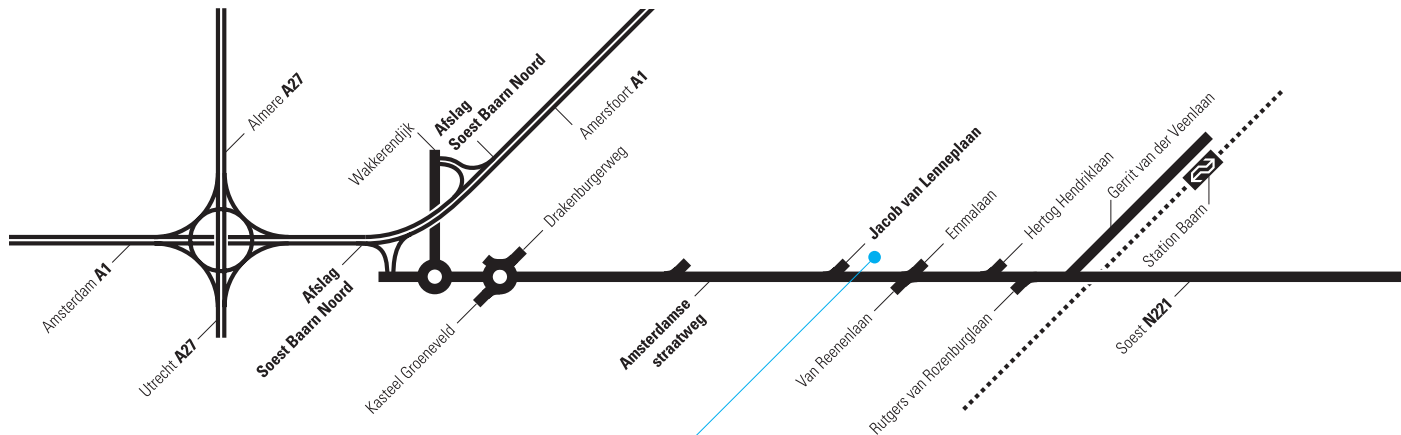 Almere A27
Amsterdam A1
Utrecht A27
Afslag
Soest Baarn Noord
Wakkerendijk
Afslag
Soest Baarn Noord
Amersfoort A1
Drakenburgerweg
Kasteel Groeneveld
Amsterdamse
straatweg
Jacob van Lenneplaan
Van Reenenlaan
Emmalaan
Rutgers van Rozenburglaan
Hertog Hendriklaan
Gerrit van der Veenlaan
Station Baarn
Soest N221